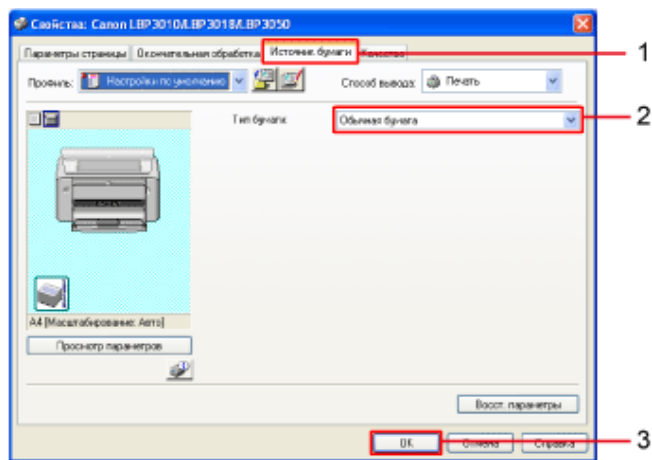 Свойства: Canon LBP3010/LBP3018/LBP3050
Параметры страницы Окончательная обработка Источник бумаги Качество
1
Профиль: Настройки по умолчанию Способ вывода: Печать
Тип бумаги: Обычная бумага
2
A4 [Масштабирование: Авто]
Просмотр параметров
Восст. параметры
OK Отмена Справка
3